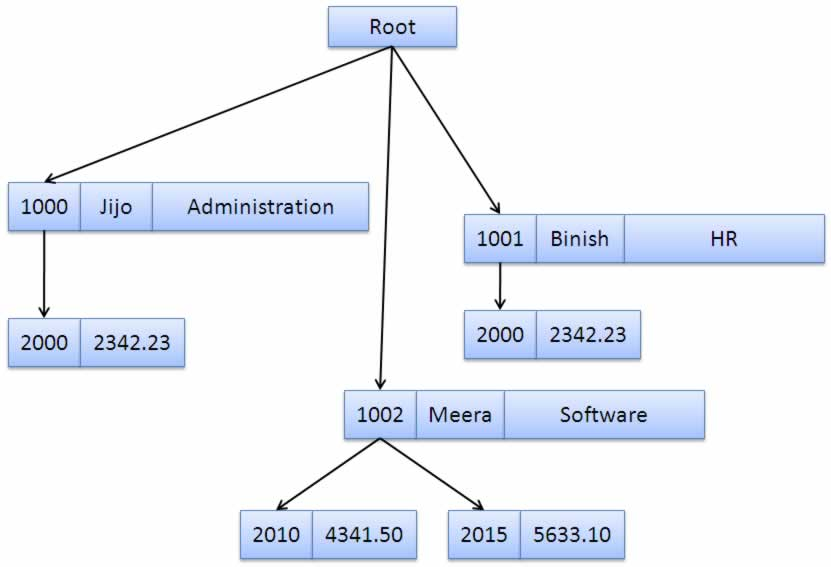 Root
1000 Jijo Administration
1001 Binish HR
2000 2342.23
2000 2342.23
1002 Meera Software
2010 4341.50
2015 5633.10